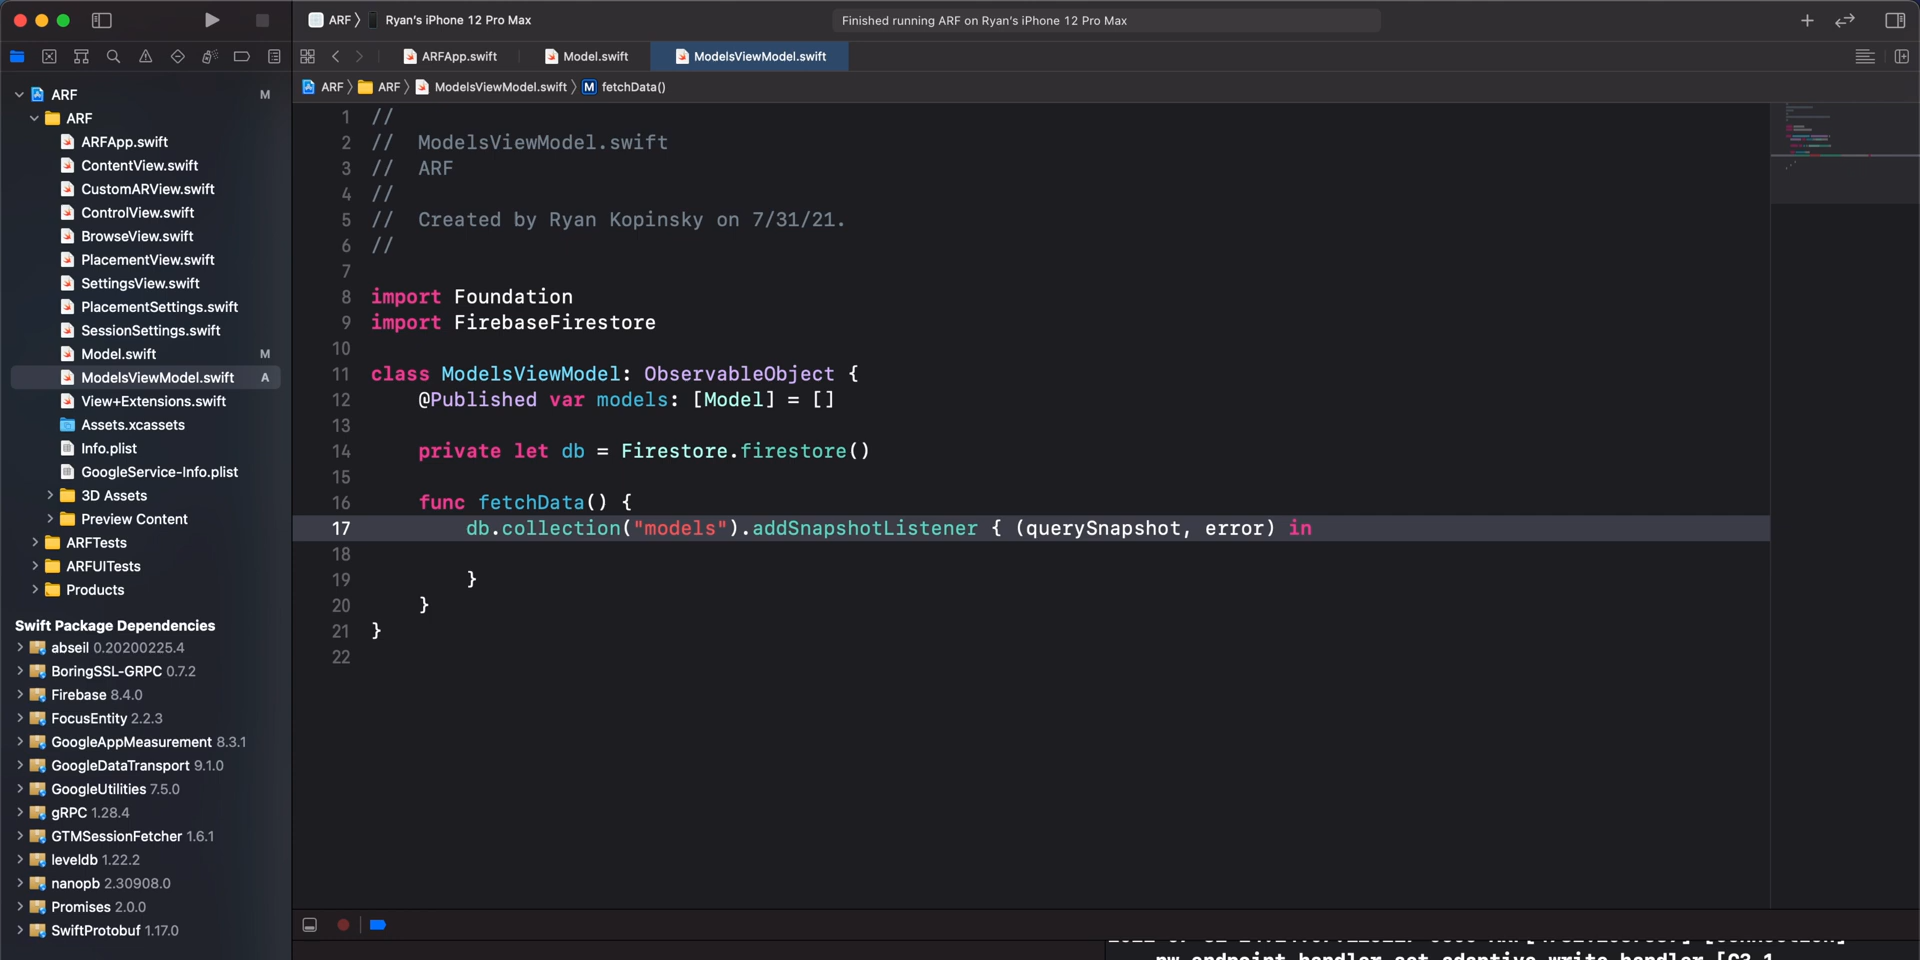 ARF
Ryan's iPhone 12 Pro Max
Finished running ARF on Ryan's iPhone 12 Pro Max
ARFApp.swift
Model.swift
ModelsViewModel.swift
ARF
ARF
ModelsViewModel.swift
M
fetchData()
ARF M
ARF
ARFApp.swift
ContentView.swift
CustomARView.swift
ControlView.swift
BrowseView.swift
PlacementView.swift
SettingsView.swift
PlacementSettings.swift
SessionSettings.swift
Model.swift M
ModelsViewModel.swift A
View+Extensions.swift
Assets.xcassets
Info.plist
GoogleService-Info.plist
3D Assets
Preview Content
ARFTests
ARFUITests
Products
Swift Package Dependencies
abseil 0.20200225.4
BoringSSL-GRPC 0.7.2
Firebase 8.4.0
FocusEntity 2.2.3
GoogleAppMeasurement 8.3.1
GoogleDataTransport 9.1.0
GoogleUtilities 7.5.0
gRPC 1.28.4
GTMSessionFetcher 1.6.1
leveldb 1.22.2
nanopb 2.30908.0
Promises 2.0.0
SwiftProtobuf 1.17.0
1 //
2 //  ModelsViewModel.swift
3 //  ARF
4 //
5 //  Created by Ryan Kopinsky on 7/31/21.
6 //
7
8 import Foundation
9 import FirebaseFirestore
10
11 class ModelsViewModel: ObservableObject {
12     @Published var models: [Model] = []
13
14     private let db = Firestore.firestore()
15
16     func fetchData() {
17         db.collection("models").addSnapshotListener { (querySnapshot, error) in
18
19         }
20     }
21 }
22